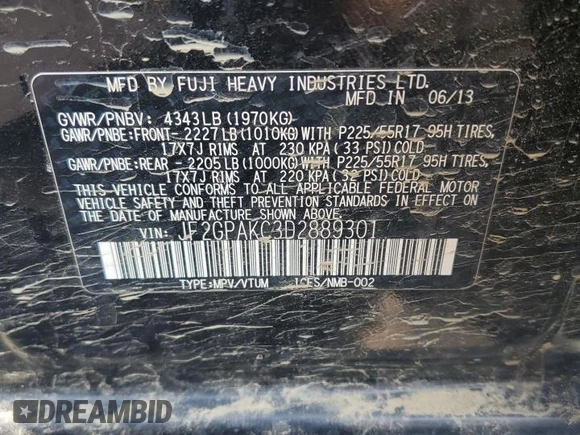 MFD BY FUJI HEAVY INDUSTRIES LTD.
MFD IN 06/13
GVWR/PNBV: 4343LB(1970KG)
GAWR/PNBE:FRONT-2227LB(1010KG)WITH P225/55R17 95H TIRES,
17X7J RIMS AT 230 KPA(33 PSI)COLD
GAWR/PNBE:REAR -2205LB(1000KG)WITH P225/55R17 95H TIRES,
17X7J RIMS AT 220 KPA(32 PSI)COLD
THIS VEHICLE CONFORMS TO ALL APPLICABLE FEDERAL MOTOR
VEHICLE SAFETY AND THEFT PREVENTION STANDARDS IN EFFECT ON
THE DATE OF MANUFACTURE SHOWN ABOVE.
VIN: JF2GPAKC3D2889301
TYPE:MPV/VTUM ICES/NMB-002
DREAMBID
dreambid.com